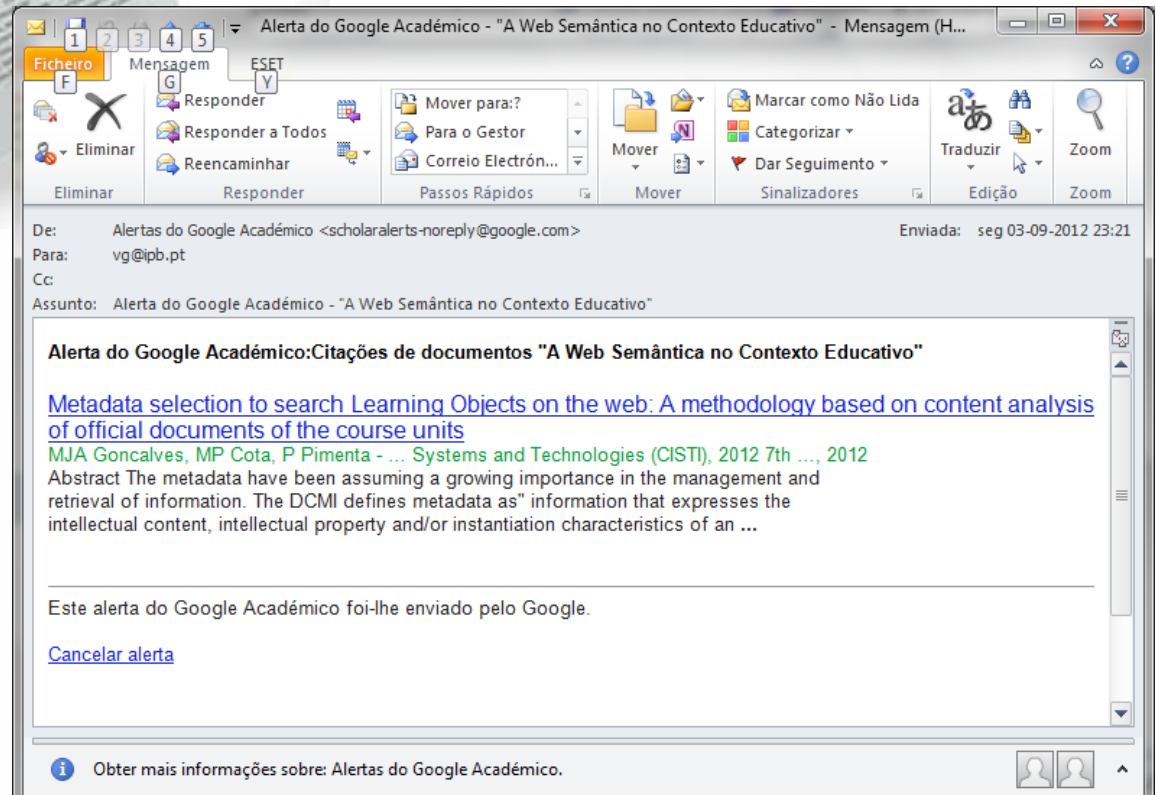 Alerta do Google Académico - "A Web Semântica no Contexto Educativo" - Mensagem (H...
1 2 3 4 5
Ficheiro Mensagem ESET
F G Y
Responder
Responder a Todos
Reencaminhar
Eliminar
Mover para:?
Para o Gestor
Correio Electrón...
Mover
Marcar como Não Lida
Categorizar
Dar Seguimento
Traduzir
Zoom
Eliminar Responder Passos Rápidos Mover Sinalizadores Edição Zoom
De: Alertas do Google Académico <scholaralerts-noreply@google.com> Enviada: seg 03-09-2012 23:21
Para: vg@ipb.pt
Cc:
Assunto: Alerta do Google Académico - "A Web Semântica no Contexto Educativo"
Alerta do Google Académico:Citações de documentos "A Web Semântica no Contexto Educativo"
Metadata selection to search Learning Objects on the web: A methodology based on content analysis
of official documents of the course units
MJA Goncalves, MP Cota, P Pimenta - ... Systems and Technologies (CISTI), 2012 7th ..., 2012
Abstract The metadata have been assuming a growing importance in the management and
retrieval of information. The DCMI defines metadata as" information that expresses the
intellectual content, intellectual property and/or instantiation characteristics of an ...
Este alerta do Google Académico foi-lhe enviado pelo Google.
Cancelar alerta
Obter mais informações sobre: Alertas do Google Académico.